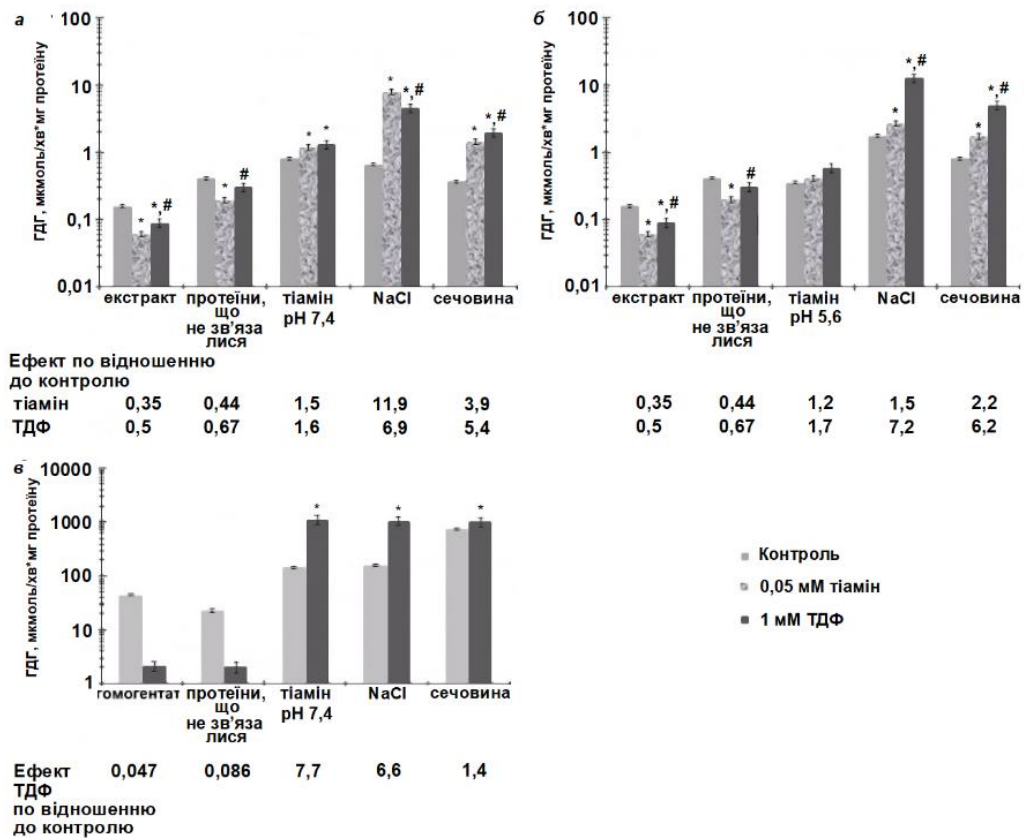 а
ГДГ, мкмоль/хв*мг протеїну
100
10
1
0,1
0,01
*
*,#
*
#
*
*
*
*,#
*
*,#
екстракт
протеїни,
що
не зв’яза
лися
тіамін
pH 7,4
NaCl
сечовина
б
ГДГ, мкмоль/хв*мг протеїну
100
10
1
0,1
0,01
*
*,#
*
#
*
*,#
*
*,#
екстракт
протеїни,
що
не зв’яза
лися
тіамін
pH 5,6
NaCl
сечовина
Ефект по відношенню
до контролю
тіамін 0,35 0,44 1,5 11,9 3,9 0,35 0,44 1,2 1,5 2,2
ТДФ 0,5 0,67 1,6 6,9 5,4 0,5 0,67 1,7 7,2 6,2
в
ГДГ, мкмоль/хв*мг протеїну
10000
1000
100
10
1
*
*
*
гомогентат
протеїни,
що
не зв’яза
лися
тіамін
pH 7,4
NaCl
сечовина
Контроль
0,05 мМ тіамін
1 мМ ТДФ
Ефект 0,047 0,086 7,7 6,6 1,4
ТДФ
по відношенню
до контролю